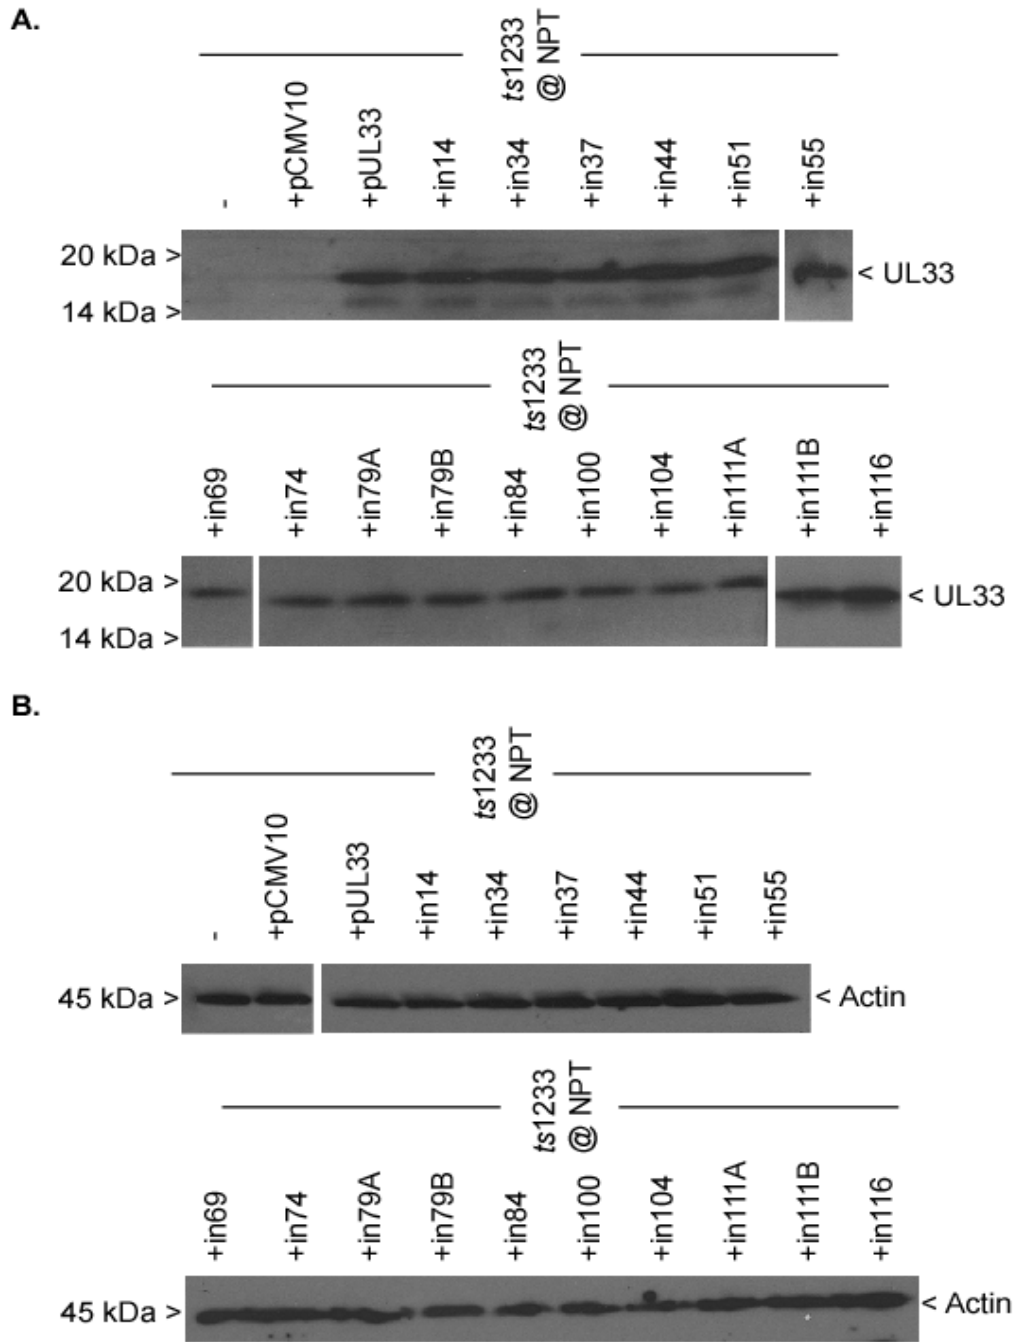 A.
ts1233
@ NPT
-
+pCMV10
+pUL33
+in14
+in34
+in37
+in44
+in51
+in55
20 kDa >
14 kDa >
< UL33
ts1233
@ NPT
+in69
+in74
+in79A
+in79B
+in84
+in100
+in104
+in111A
+in111B
+in116
20 kDa >
14 kDa >
< UL33
B.
ts1233
@ NPT
-
+pCMV10
+pUL33
+in14
+in34
+in37
+in44
+in51
+in55
45 kDa >
< Actin
ts1233
@ NPT
+in69
+in74
+in79A
+in79B
+in84
+in100
+in104
+in111A
+in111B
+in116
45 kDa >
< Actin